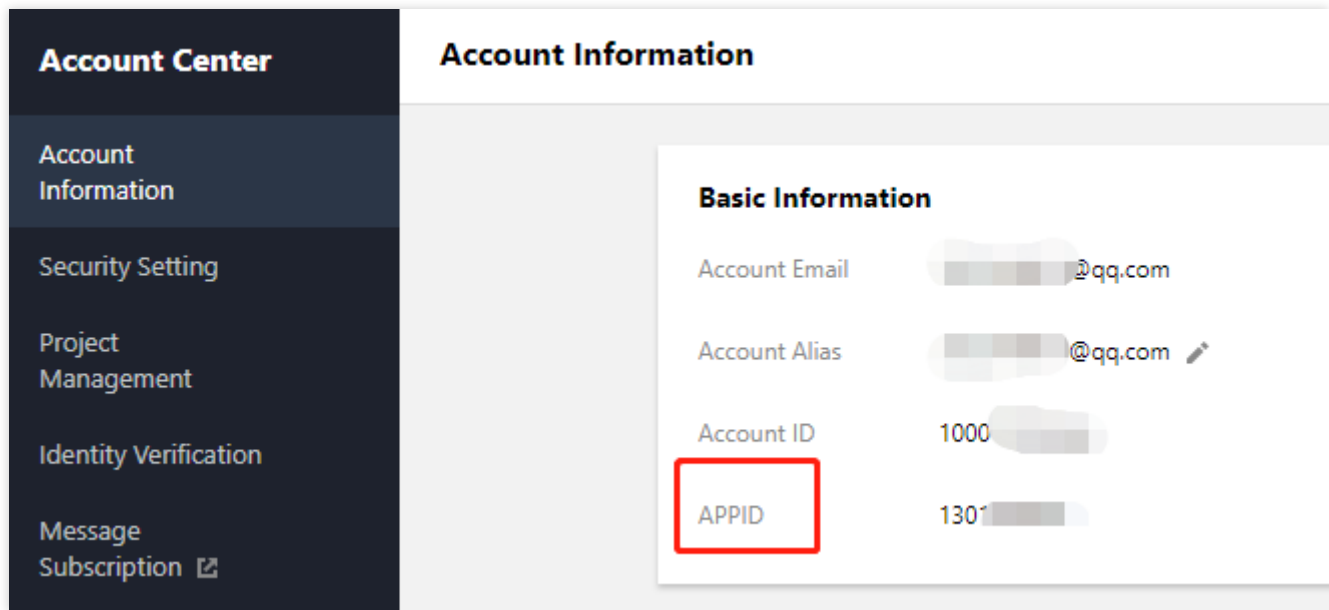 Account Center
Account
Information
Security Setting
Project
Management
Identity Verification
Message
Subscription
Account Information
Basic Information
Account Email @qq.com
Account Alias @qq.com
Account ID 1000
APPID 1301